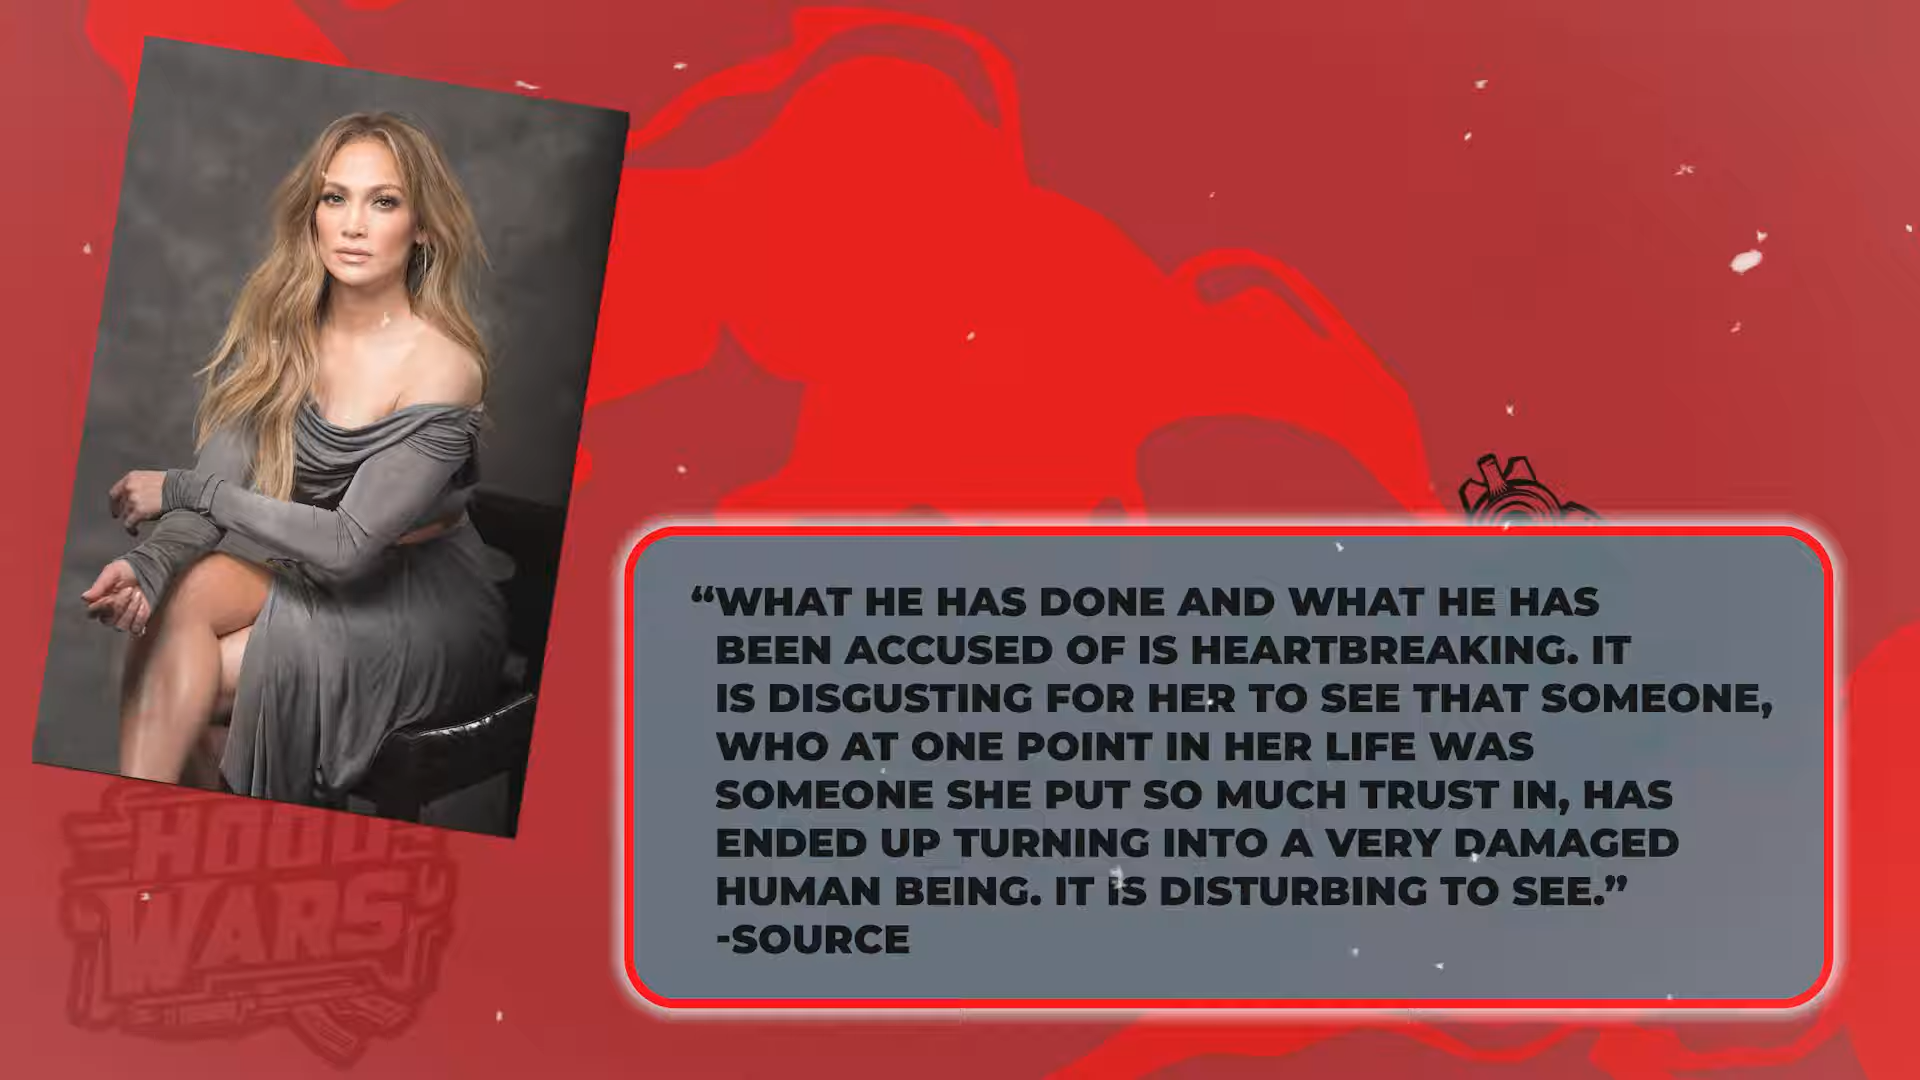 “WHAT HE HAS DONE AND WHAT HE HAS
BEEN ACCUSED OF IS HEARTBREAKING. IT
IS DISGUSTING FOR HER TO SEE THAT SOMEONE,
WHO AT ONE POINT IN HER LIFE WAS
SOMEONE SHE PUT SO MUCH TRUST IN, HAS
ENDED UP TURNING INTO A VERY DAMAGED
HUMAN BEING. IT IS DISTURBING TO SEE.”
-SOURCE
HOOD
WARS